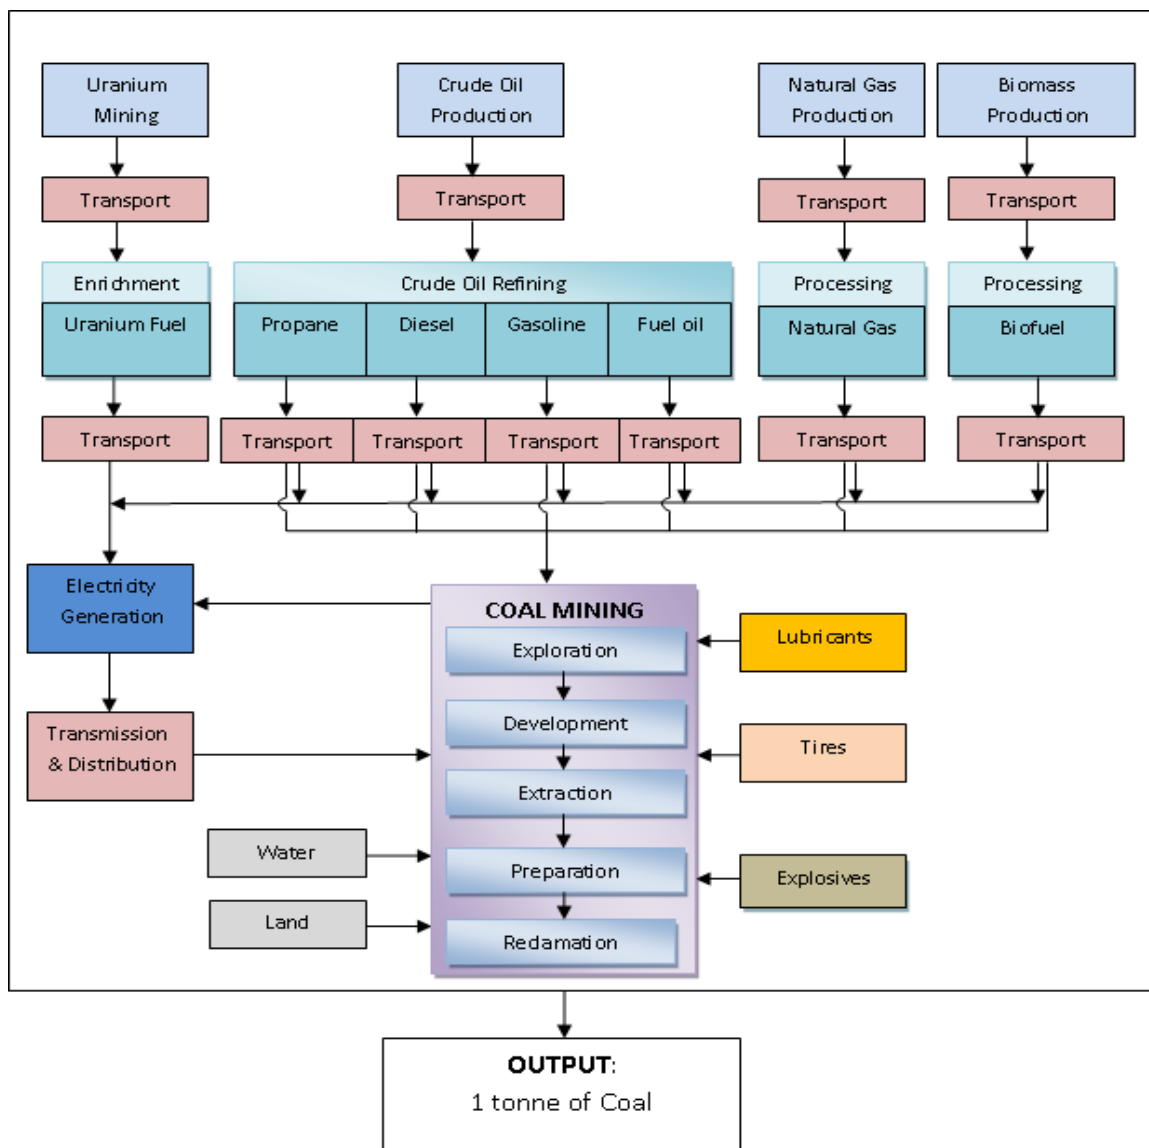 Uranium
Mining
Crude Oil
Production
Natural Gas
Production
Biomass
Production
Transport
Transport
Transport
Transport
Enrichment
Uranium Fuel
Crude Oil Refining
Propane
Diesel
Gasoline
Fuel oil
Processing
Natural Gas
Processing
Biofuel
Transport
Transport
Transport
Transport
Transport
Transport
Transport
Electricity
Generation
Transmission
& Distribution
Water
Land
COAL MINING
Exploration
Development
Extraction
Preparation
Reclamation
Lubricants
Tires
Explosives
OUTPUT:
1 tonne of Coal